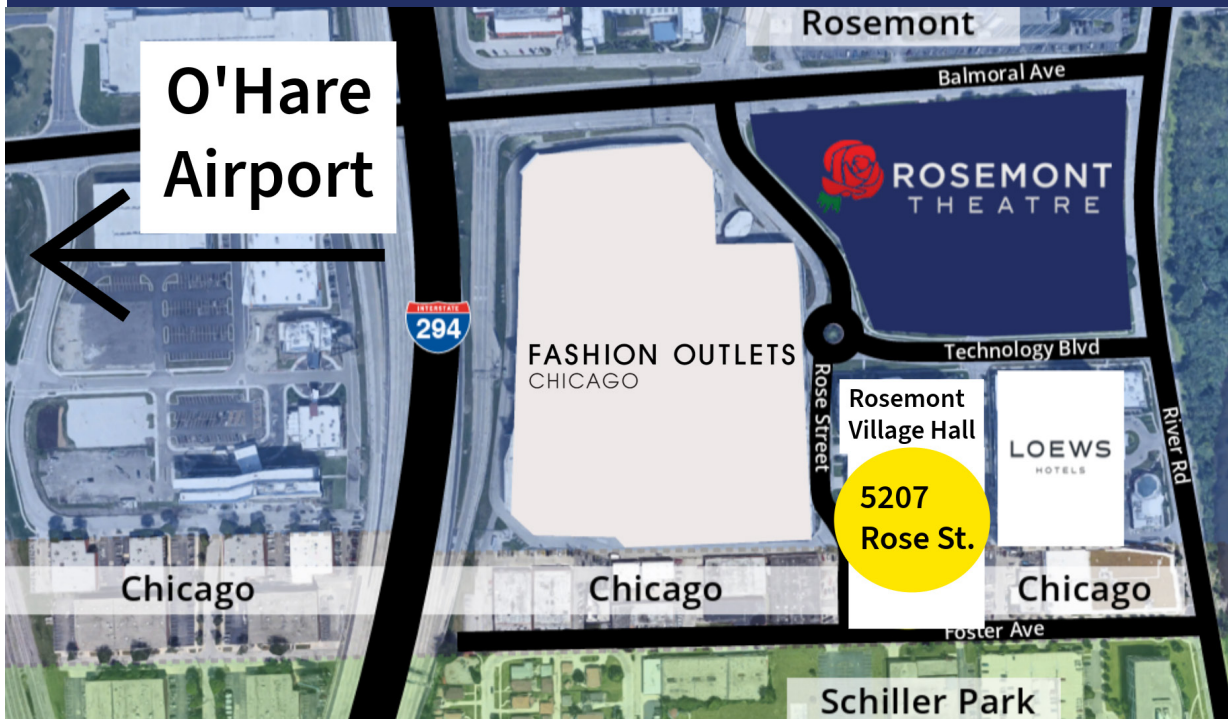 Rosemont
Balmoral Ave
O'Hare
Airport
ROSEMONT
THEATRE
INTERSTATE
294
FASHION OUTLETS
CHICAGO
Technology Blvd
Rose Street
Rosemont
Village Hall
LOEWS
HOTELS
River Rd
5207
Rose St.
Chicago
Chicago
Chicago
Foster Ave
Schiller Park